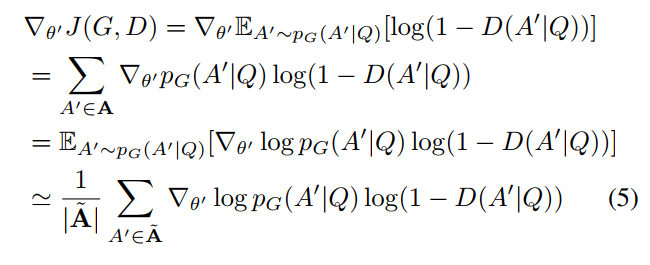 ∇θ′J(G, D) = ∇θ′𝔼A′∼pG(A′|Q)[log(1 − D(A′|Q))]
= ∑A′∈𝐀 ∇θ′pG(A′|Q) log(1 − D(A′|Q))
= 𝔼A′∼pG(A′|Q)[∇θ′ log pG(A′|Q) log(1 − D(A′|Q))]
≃ 1/|𝐀̃| ∑A′∈𝐀̃ ∇θ′ log pG(A′|Q) log(1 − D(A′|Q)) (5)